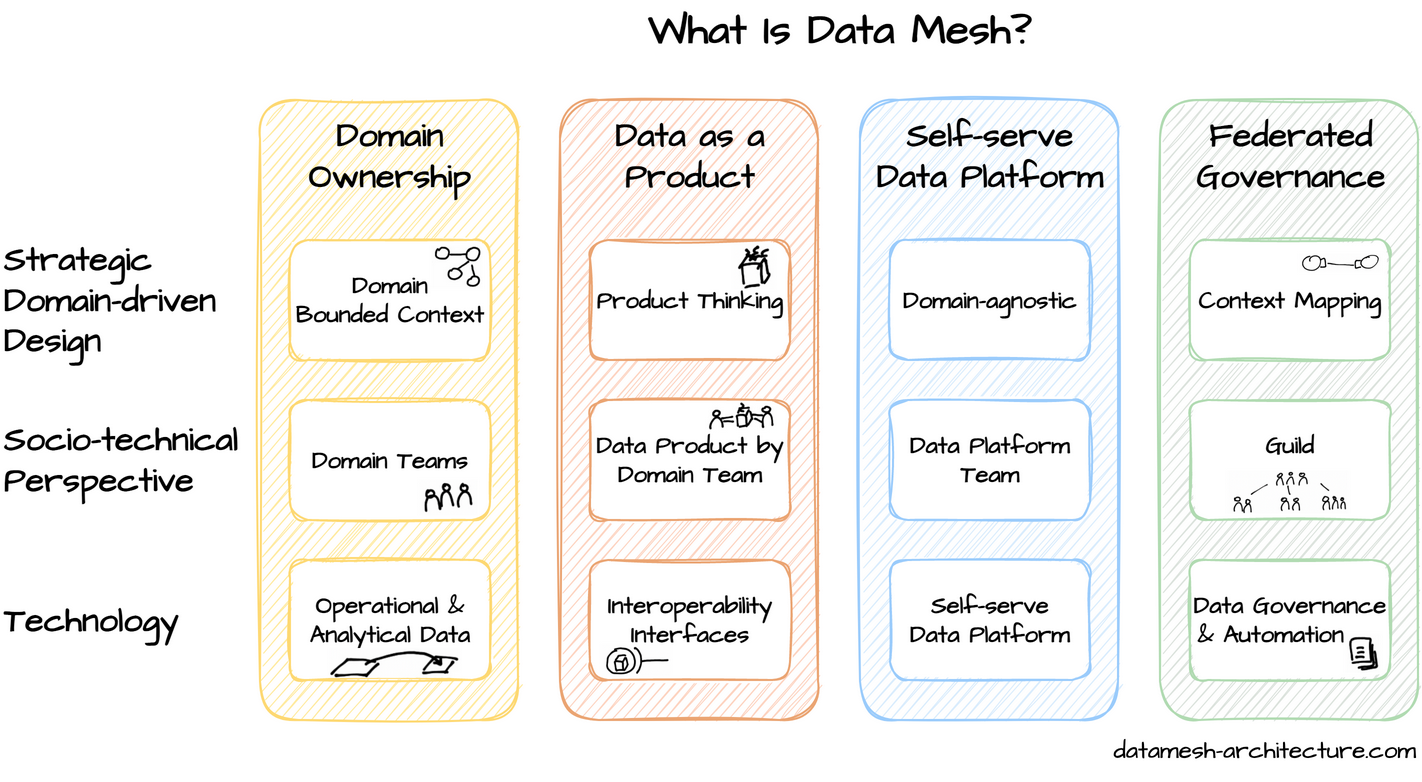 What Is Data Mesh?
Domain
Ownership
Data as a
Product
Self-serve
Data Platform
Federated
Governance
Strategic
Domain-driven
Design
Domain
Bounded Context
Product Thinking
Domain-agnostic
Context Mapping
Socio-technical
Perspective
Domain Teams
Data Product by
Domain Team
Data Platform
Team
Guild
Technology
Operational &
Analytical Data
Interoperability
Interfaces
Self-serve
Data Platform
Data Governance
& Automation
datamesh-architecture.com